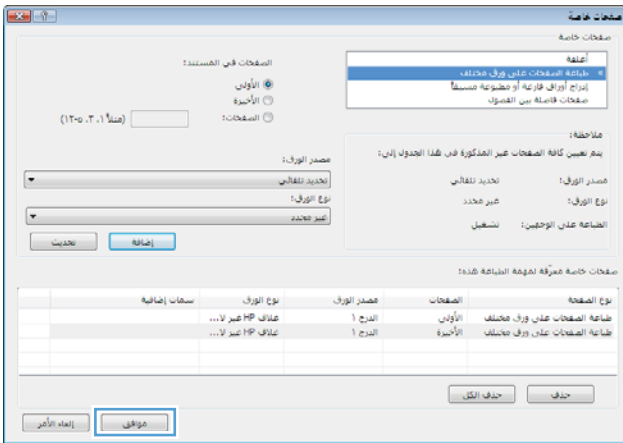 صفحات خاصة
صفحات خاصة
أغلفة
طباعة الصفحات على ورق مختلف
إدراج أوراق فارغة أو مطبوعة مسبقاً
صفحات فاصلة بين الفصول
الصفحات في المستند:
الأولى
الأخيرة
الصفحات:
(مثلاً ١، ٣، ٥-١٢)
مصدر الورق:
تحديد تلقائي
نوع الورق:
غير محدد
إضافة
تحديث
ملاحظة:
يتم تعيين كافة الصفحات غير المذكورة في هذا الجدول إلى:
مصدر الورق: تحديد تلقائي
نوع الورق: غير محدد
الطباعة على الوجهين: تشغيل
صفحات خاصة معرّفة لمهمة الطباعة هذه:
نوع الصفحة الصفحات مصدر الورق نوع الورق سمات إضافية
طباعة الصفحات على ورق مختلف الأولى الدرج ١ غلاف HP غير لا...
طباعة الصفحات على ورق مختلف الأخيرة الدرج ١ غلاف HP غير لا...
حذف
حذف الكل
موافق
إلغاء الأمر